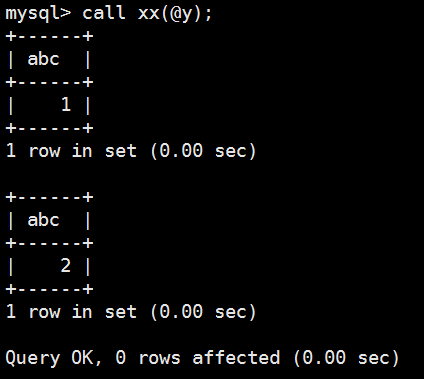 mysql> call xx(@y);
+------+
| abc  |
+------+
|    1 |
+------+
1 row in set (0.00 sec)

+------+
| abc  |
+------+
|    2 |
+------+
1 row in set (0.00 sec)

Query OK, 0 rows affected (0.00 sec)